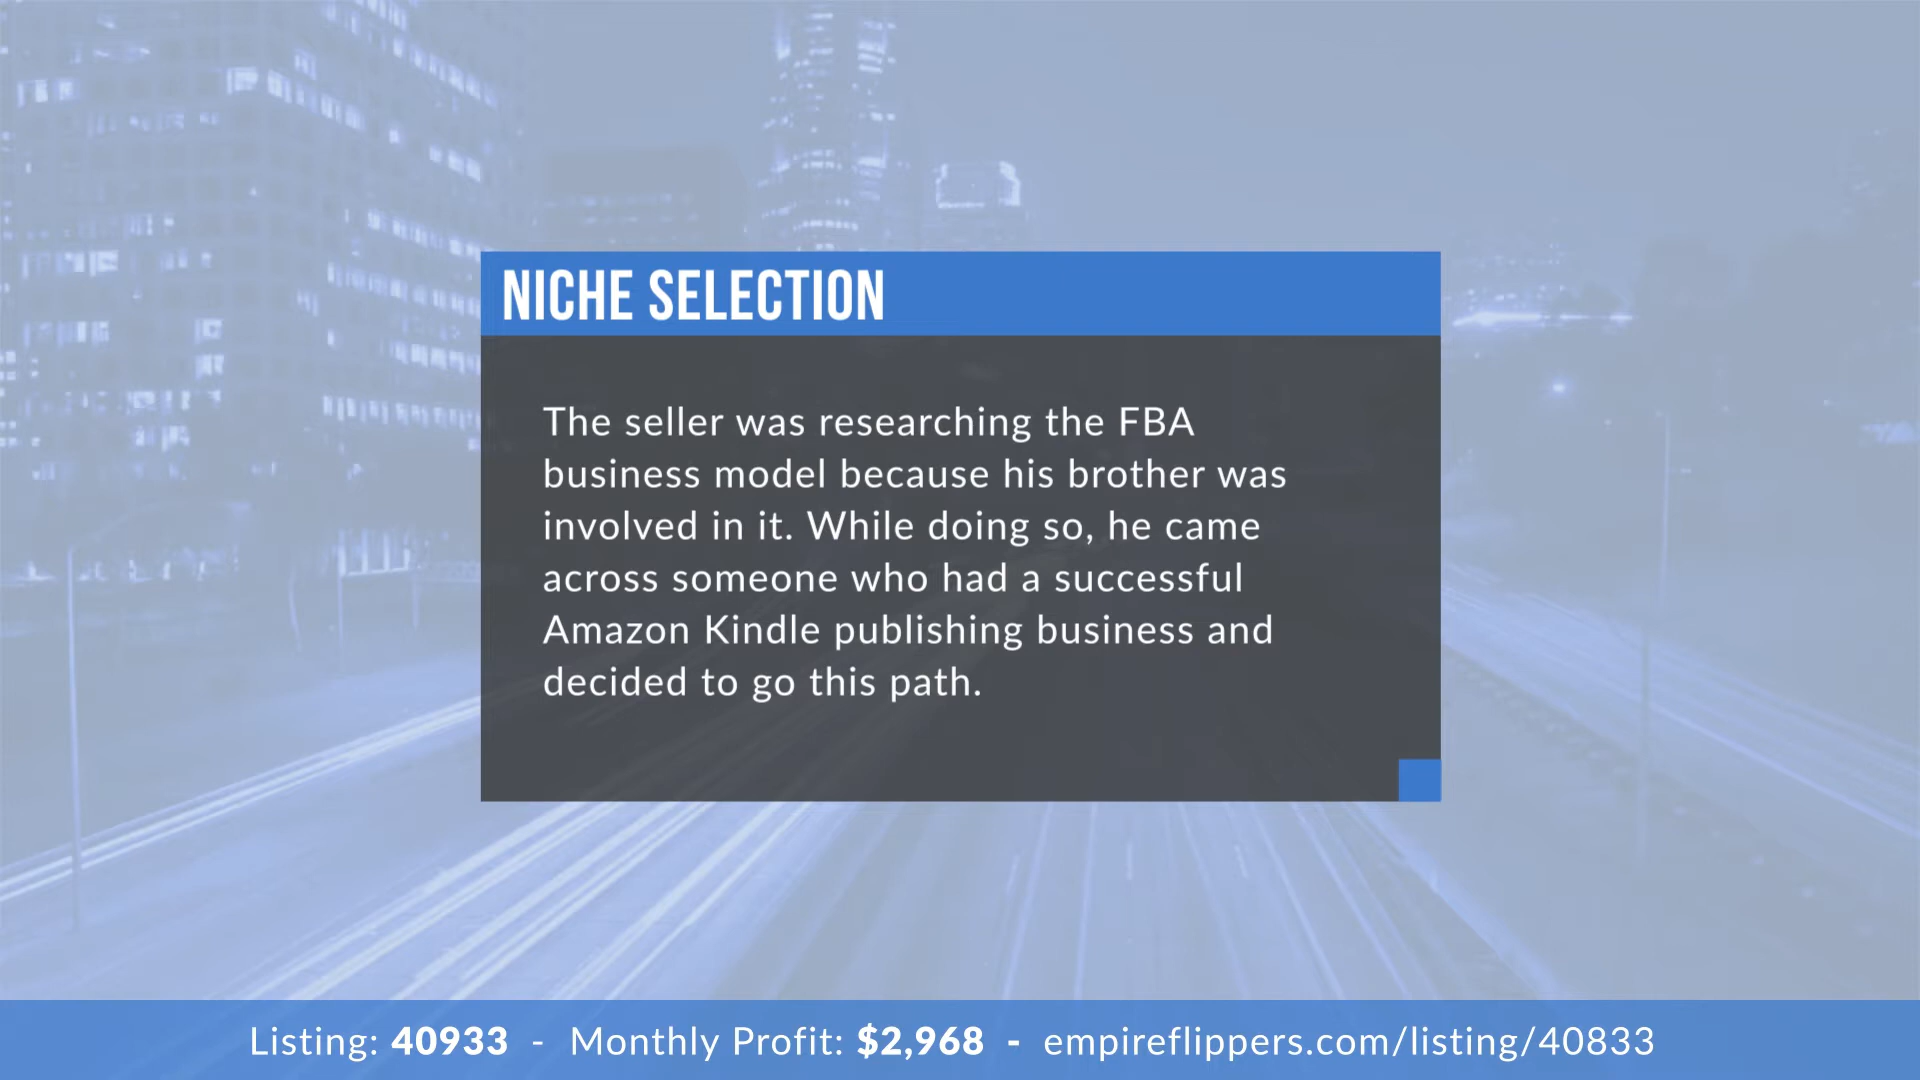 NICHE SELECTION
The seller was researching the FBA
business model because his brother was
involved in it. While doing so, he came
across someone who had a successful
Amazon Kindle publishing business and
decided to go this path.
Listing: 40933 - Monthly Profit: $2,968 - empireflippers.com/listing/40833